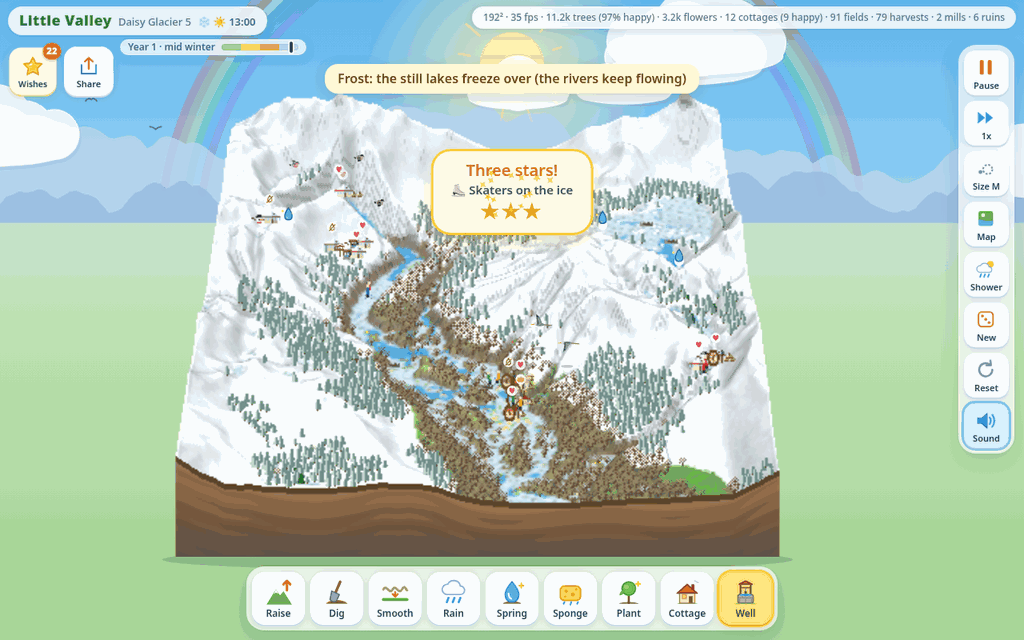 Little Valley Daisy Glacier 5 13:00
192² · 35 fps · 11.2k trees (97% happy) · 3.2k flowers · 12 cottages (9 happy) · 91 fields · 79 harvests · 2 mills · 6 ruins
Year 1 · mid winter
22
Wishes
Share
Frost: the still lakes freeze over (the rivers keep flowing)
Three stars!
Skaters on the ice
Pause
1x
Size M
Map
Shower
New
Reset
Sound
Raise
Dig
Smooth
Rain
Spring
Sponge
Plant
Cottage
Well